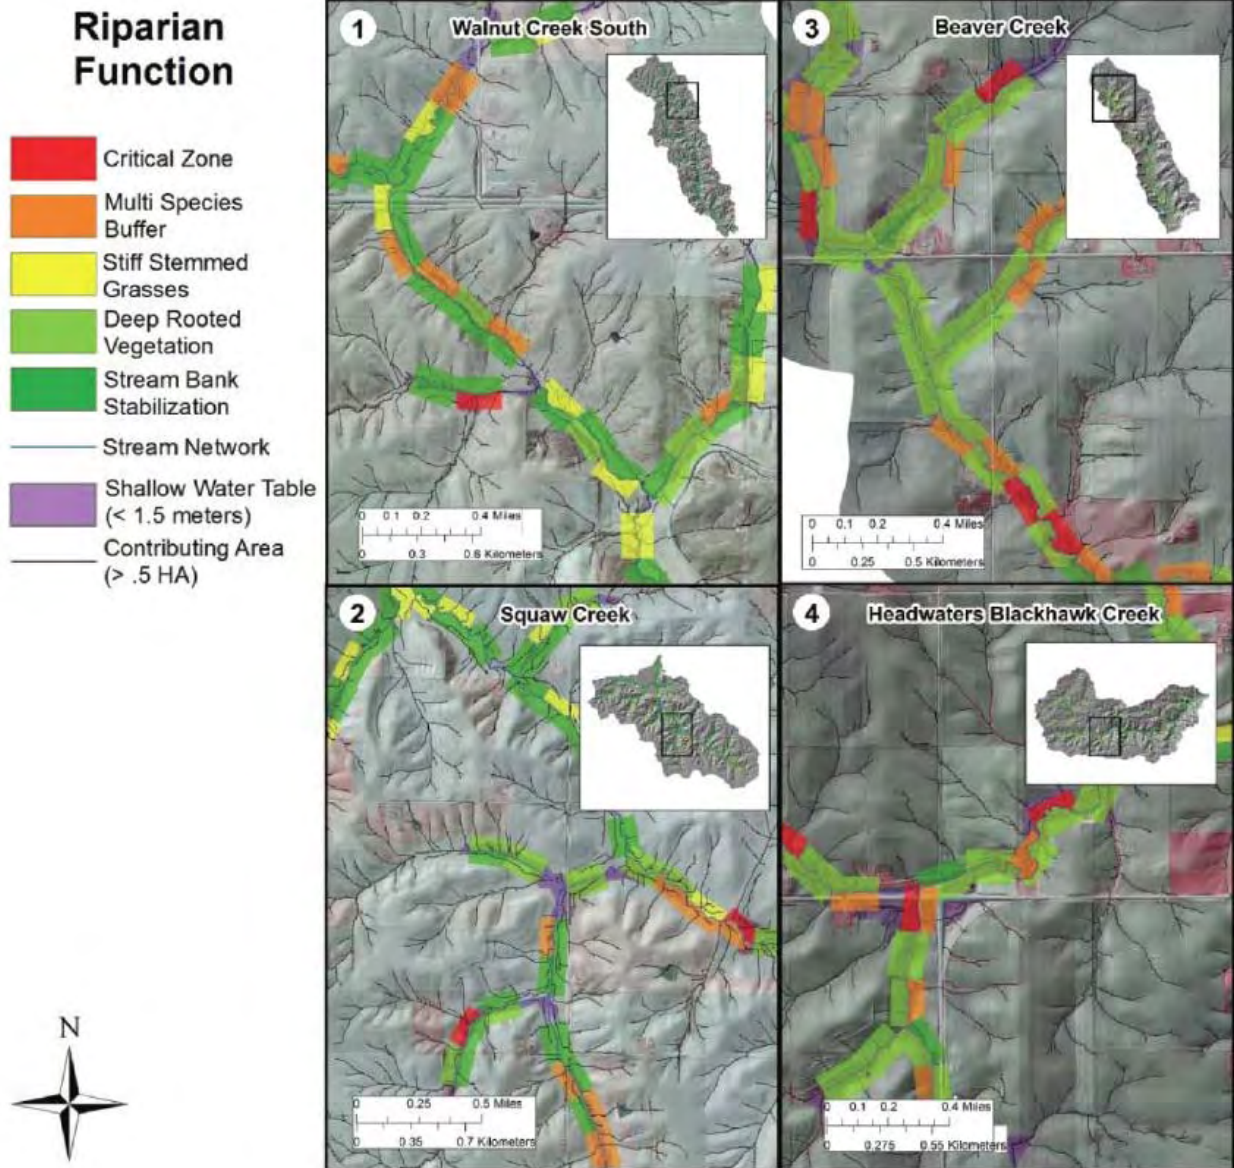 Riparian
Function
Critical Zone
Multi Species
Buffer
Stiff Stemmed
Grasses
Deep Rooted
Vegetation
Stream Bank
Stabilization
Stream Network
Shallow Water Table
(< 1.5 meters)
Contributing Area
(> .5 HA)
N
1
Walnut Creek South
0 0.1 0.2 0.4 Miles
0 0.3 0.6 Kilometers
3
Beaver Creek
0 0.1 0.2 0.4 Miles
0 0.25 0.5 Kilometers
2
Squaw Creek
0 0.25 0.5 Miles
0 0.35 0.7 Kilometers
4
Headwaters Blackhawk Creek
0 0.1 0.2 0.4 Miles
0 0.275 0.55 Kilometers